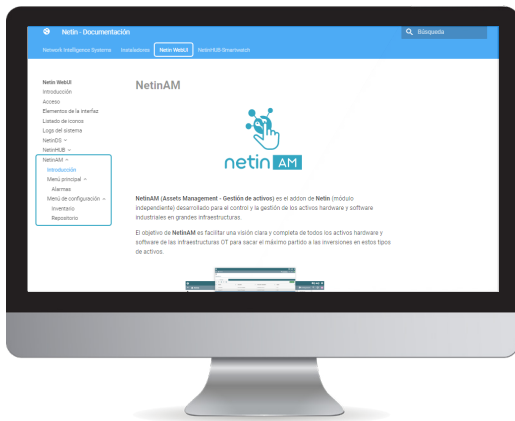 Netin - Documentación
Búsqueda
Network Intelligence Systems Instaladores Netin WebUI NetinHUB Smartwatch
Netin WebUI
Introducción
Acceso
Elementos de la interfaz
Listado de iconos
Logs del sistema
NetinDS
NetinHUB
NetinAM
Introducción
Menú principal
Alarmas
Menú de configuración
Inventario
Repositorio
NetinAM
netin AM
NetinAM (Assets Management - Gestión de activos) es el addon de Netin (módulo
independiente) desarrollado para el control y la gestión de los activos hardware y software
industriales en grandes infraestructuras.
El objetivo de NetinAM es facilitar una visión clara y completa de todos los activos hardware y
software de las infraestructuras OT para sacar el máximo partido a las inversiones en estos tipos
de activos.